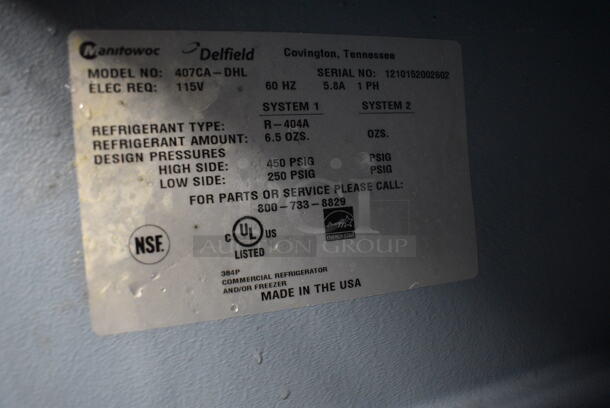 Manitowoc Delfield Covington, Tennessee
MODEL NO: 407CA-DHL SERIAL NO: 1210152002602
ELEC REQ: 115V 60 HZ 5.8A 1 PH
SYSTEM 1 SYSTEM 2
REFRIGERANT TYPE: R-404A
REFRIGERANT AMOUNT: 6.5 OZS. OZS.
DESIGN PRESSURES
HIGH SIDE: 450 PSIG PSIG
LOW SIDE: 250 PSIG PSIG
FOR PARTS OR SERVICE PLEASE CALL:
800-733-8829
NSF.
C UL US
LISTED
AUCTION GROUP
384P
COMMERCIAL REFRIGERATOR
AND/OR FREEZER
MADE IN THE USA